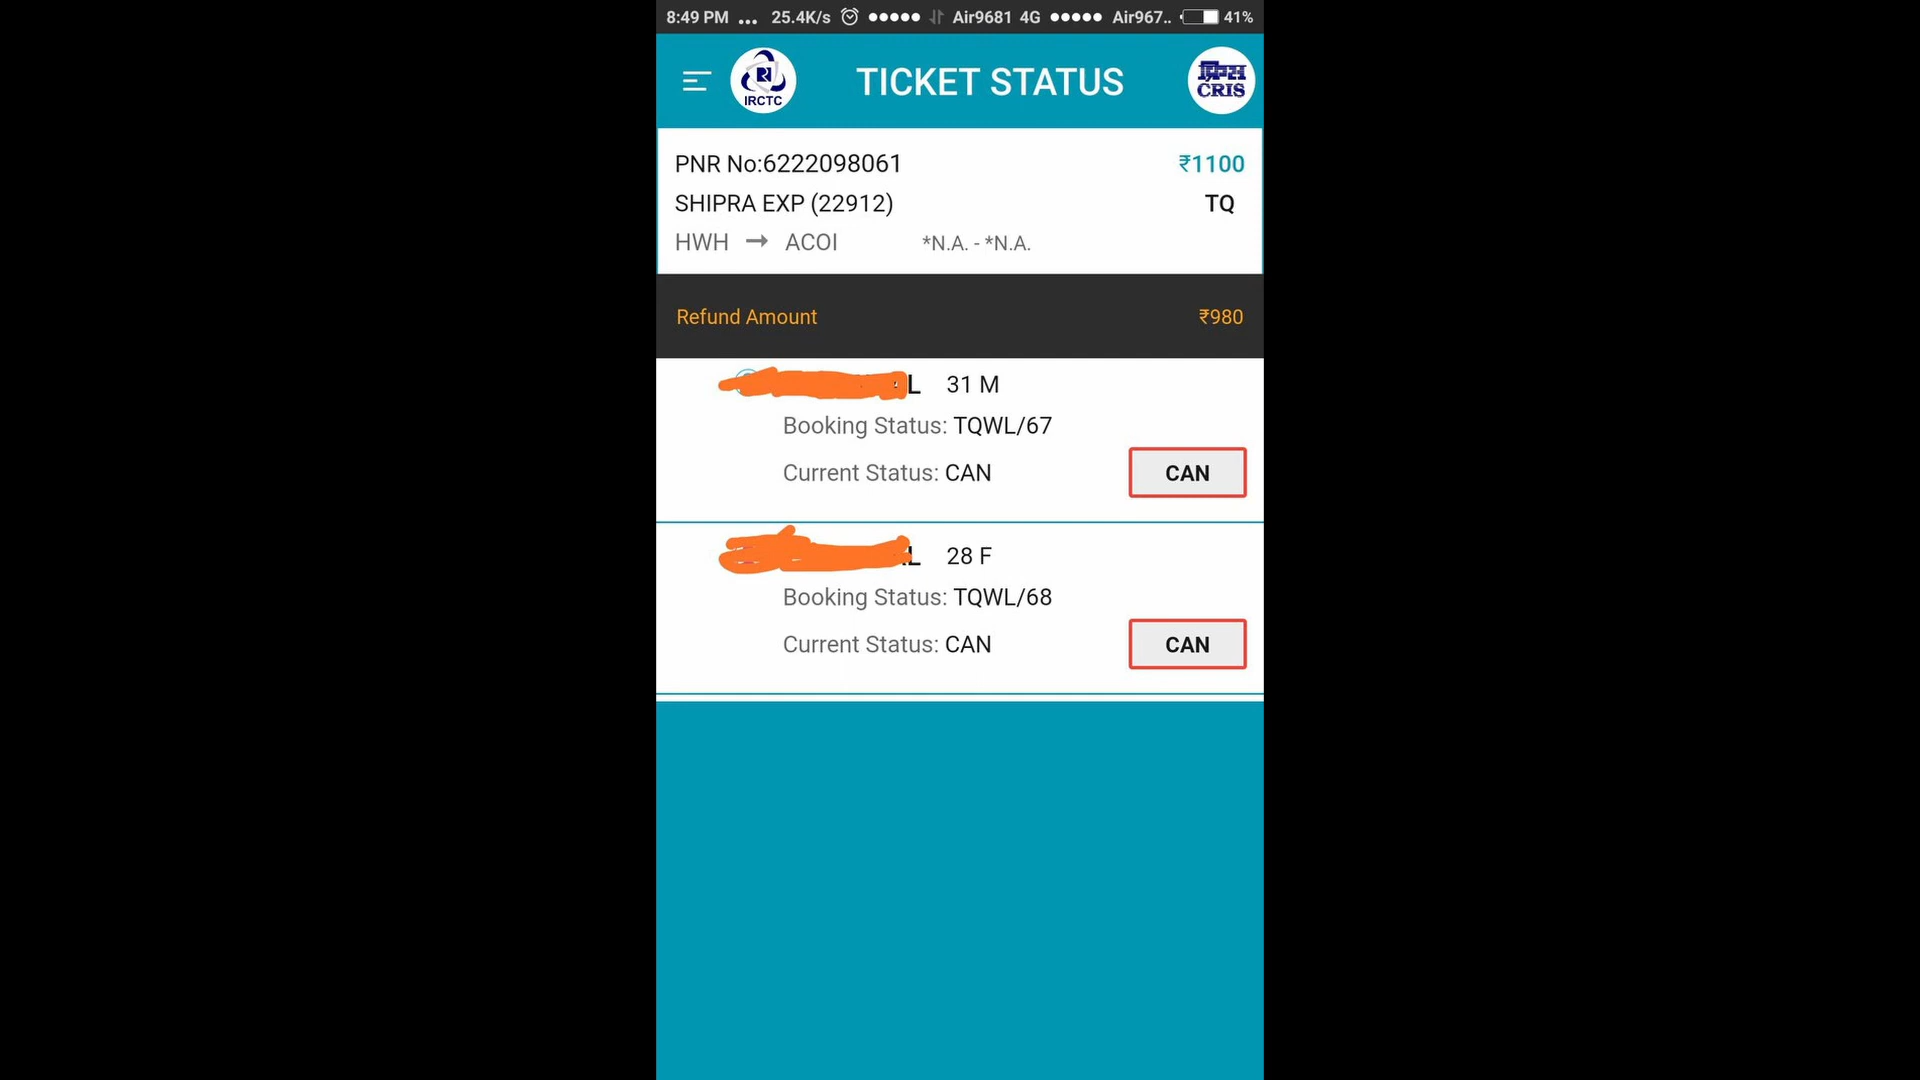 8:49 PM ... 25.4K/s Air9681 4G Air967.. 41%
IRCTC
TICKET STATUS
क्रिस
CRIS
PNR No:6222098061 ₹1100
SHIPRA EXP (22912) TQ
HWH → ACOI *N.A. - *N.A.
Refund Amount ₹980
L 31 M
Booking Status: TQWL/67
Current Status: CAN CAN
L 28 F
Booking Status: TQWL/68
Current Status: CAN CAN